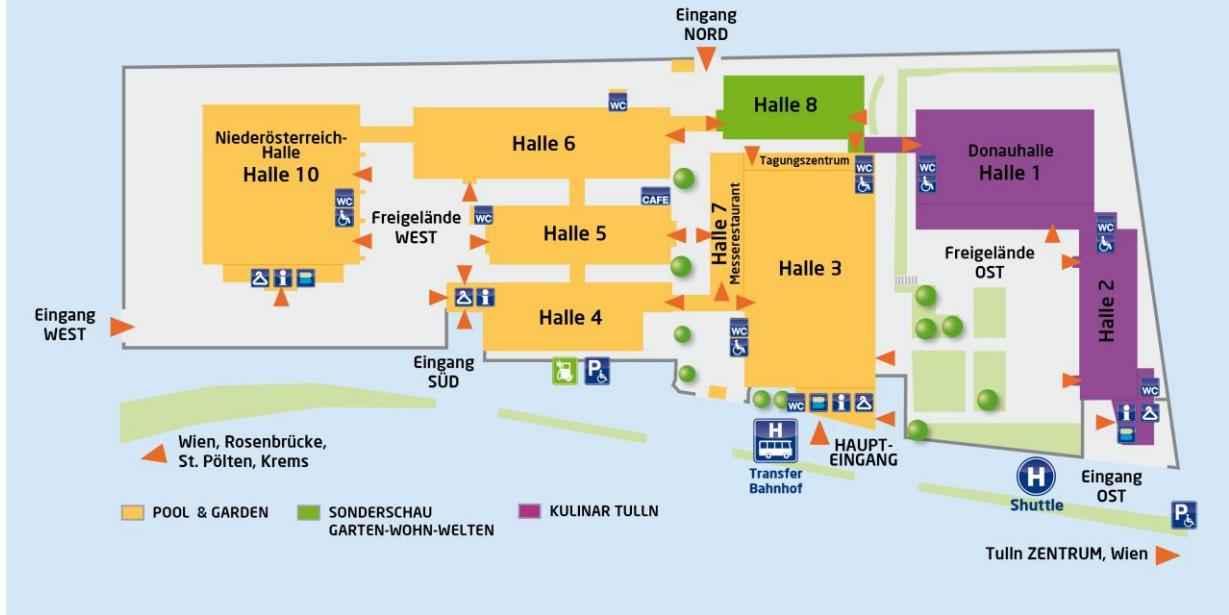 Eingang
NORD
Halle 8
WC
Niederösterreich-
Halle
Halle 10
Halle 6
Tagungszentrum
WC
Donauhalle
Halle 1
WC
WC
Freigelände
WEST
WC
CAFE
Halle 5
Halle 7
Messerestaurant
Halle 3
Freigelände
OST
WC
Halle 2
Eingang
WEST
i
i
Halle 4
WC
Eingang
SÜD
P
WC
i
WC
i
HAUPT-
EINGANG
H
Transfer
Bahnhof
Wien, Rosenbrücke,
St. Pölten, Krems
H
Shuttle
Eingang
OST
POOL & GARDEN
SONDERSCHAU
GARTEN-WOHN-WELTEN
KULINAR TULLN
P
Tulln ZENTRUM, Wien